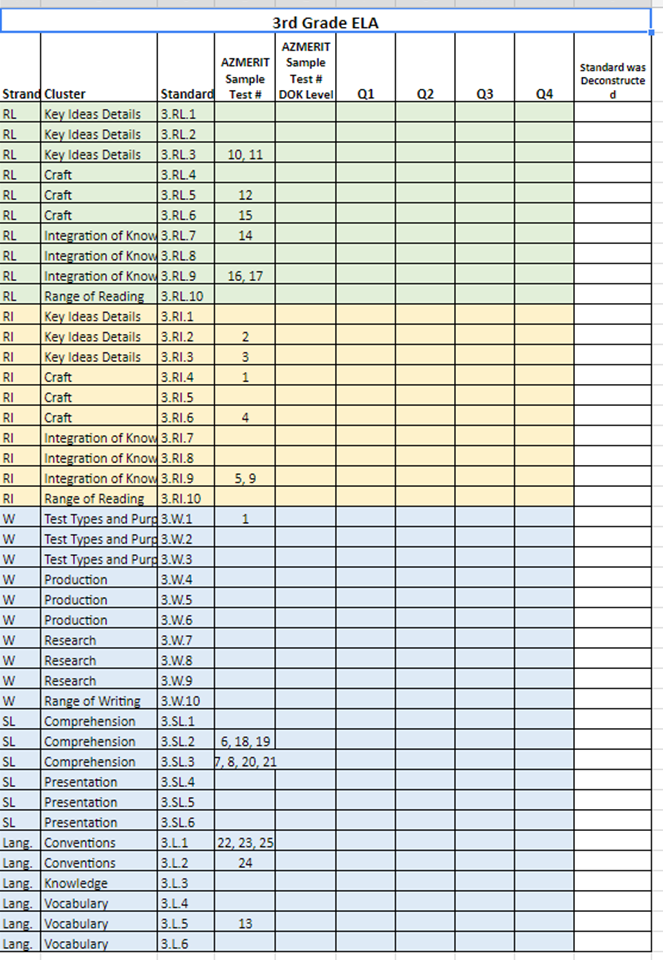 3rd Grade ELA
Strand Cluster Standard AZMERIT Sample Test # AZMERIT Sample Test # DOK Level Q1 Q2 Q3 Q4 Standard was Deconstructe d
RL Key Ideas Details 3.RL.1
RL Key Ideas Details 3.RL.2
RL Key Ideas Details 3.RL.3 10, 11
RL Craft 3.RL.4
RL Craft 3.RL.5 12
RL Craft 3.RL.6 15
RL Integration of Know 3.RL.7 14
RL Integration of Know 3.RL.8
RL Integration of Know 3.RL.9 16, 17
RL Range of Reading 3.RL.10
RI Key Ideas Details 3.RI.1
RI Key Ideas Details 3.RI.2 2
RI Key Ideas Details 3.RI.3 3
RI Craft 3.RI.4 1
RI Craft 3.RI.5
RI Craft 3.RI.6 4
RI Integration of Know 3.RI.7
RI Integration of Know 3.RI.8
RI Integration of Know 3.RI.9 5, 9
RI Range of Reading 3.RI.10
W Test Types and Purp 3.W.1 1
W Test Types and Purp 3.W.2
W Test Types and Purp 3.W.3
W Production 3.W.4
W Production 3.W.5
W Production 3.W.6
W Research 3.W.7
W Research 3.W.8
W Research 3.W.9
W Range of Writing 3.W.10
SL Comprehension 3.SL.1
SL Comprehension 3.SL.2 6, 18, 19
SL Comprehension 3.SL.3 7, 8, 20, 21
SL Presentation 3.SL.4
SL Presentation 3.SL.5
SL Presentation 3.SL.6
Lang. Conventions 3.L.1 22, 23, 25
Lang. Conventions 3.L.2 24
Lang. Knowledge 3.L.3
Lang. Vocabulary 3.L.4
Lang. Vocabulary 3.L.5 13
Lang. Vocabulary 3.L.6